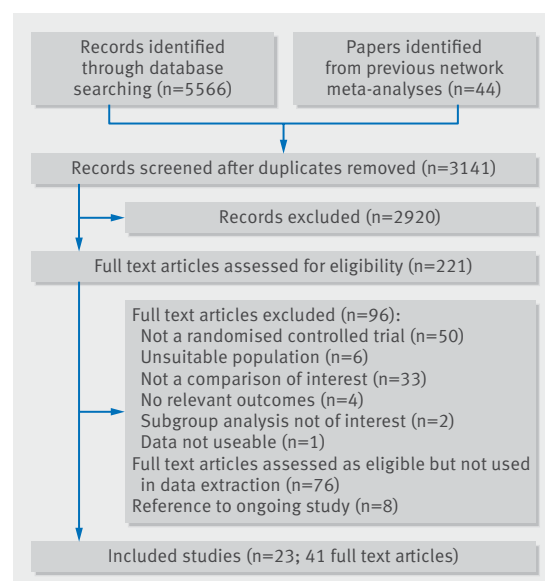 Records identified
through database
searching (n=5566)
Papers identified
from previous network
meta-analyses (n=44)
Records screened after duplicates removed (n=3141)
Records excluded (n=2920)
Full text articles assessed for eligibility (n=221)
Full text articles excluded (n=96):
Not a randomised controlled trial (n=50)
Unsuitable population (n=6)
Not a comparison of interest (n=33)
No relevant outcomes (n=4)
Subgroup analysis not of interest (n=2)
Data not useable (n=1)
Full text articles assessed as eligible but not used
in data extraction (n=76)
Reference to ongoing study (n=8)
Included studies (n=23; 41 full text articles)